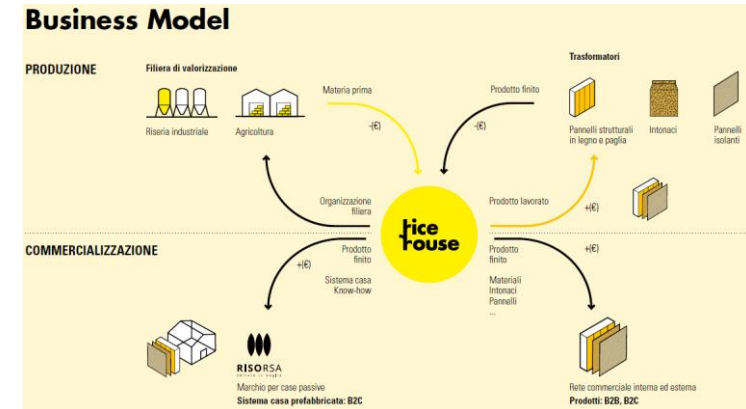 Business Model
PRODUZIONE
Filiera di valorizzazione
Riseria industriale
Agricoltura
Materia prima
-(€)
Prodotto finito
-(€)
Trasformatori
Pannelli strutturali
in legno e paglia
Intonaci
Pannelli
isolanti
Organizzazione
filiera
rice
house
Prodotto lavorato
+(€)
COMMERCIALIZZAZIONE
+(€)
Prodotto
finito
Sistema casa
Know-how
Prodotto
finito
Materiali
Intonaci
Pannelli
...
+(€)
RISORSA
Marchio per case passive
Sistema casa prefabbricata: B2C
Rete commerciale interna ed esterna
Prodotti: B2B, B2C